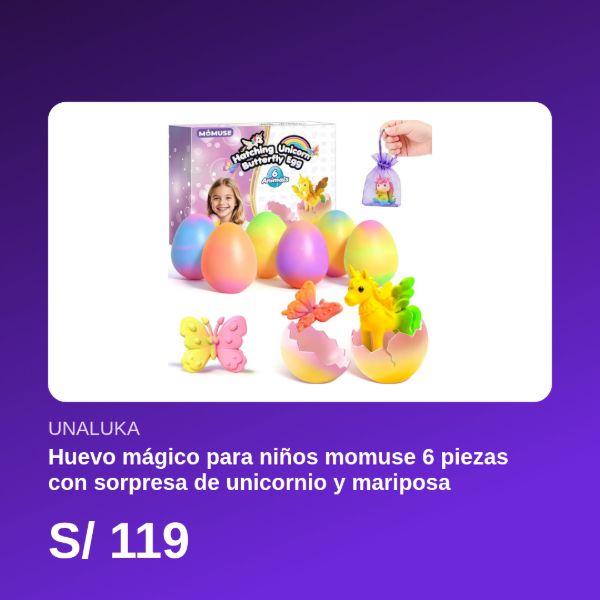 MOMUSE
Hatching Unicorn
Butterfly Egg
6
Animals
UNALUKA
Huevo mágico para niños momuse 6 piezas
con sorpresa de unicornio y mariposa
S/ 119